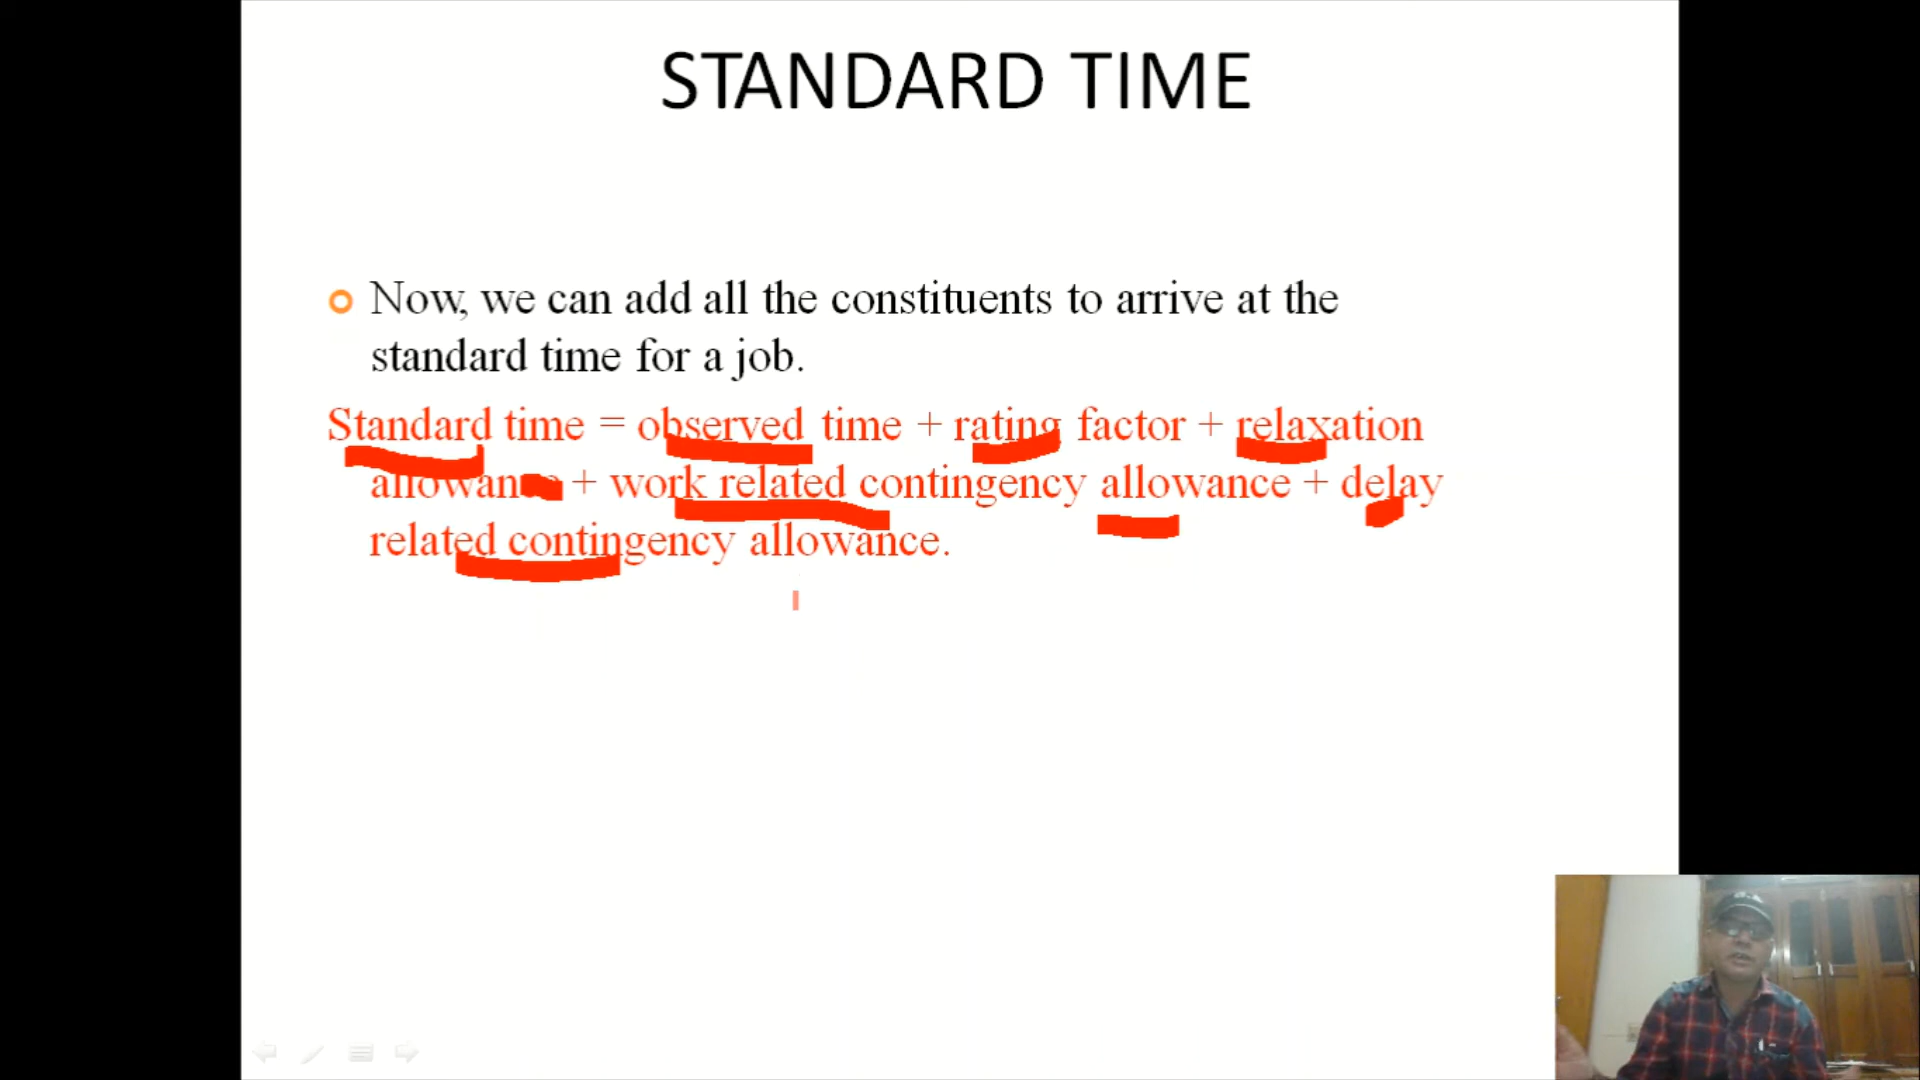 STANDARD TIME
Now, we can add all the constituents to arrive at the
standard time for a job.
Standard time = observed time + rating factor + relaxation
allowance + work related contingency allowance + delay
related contingency allowance.